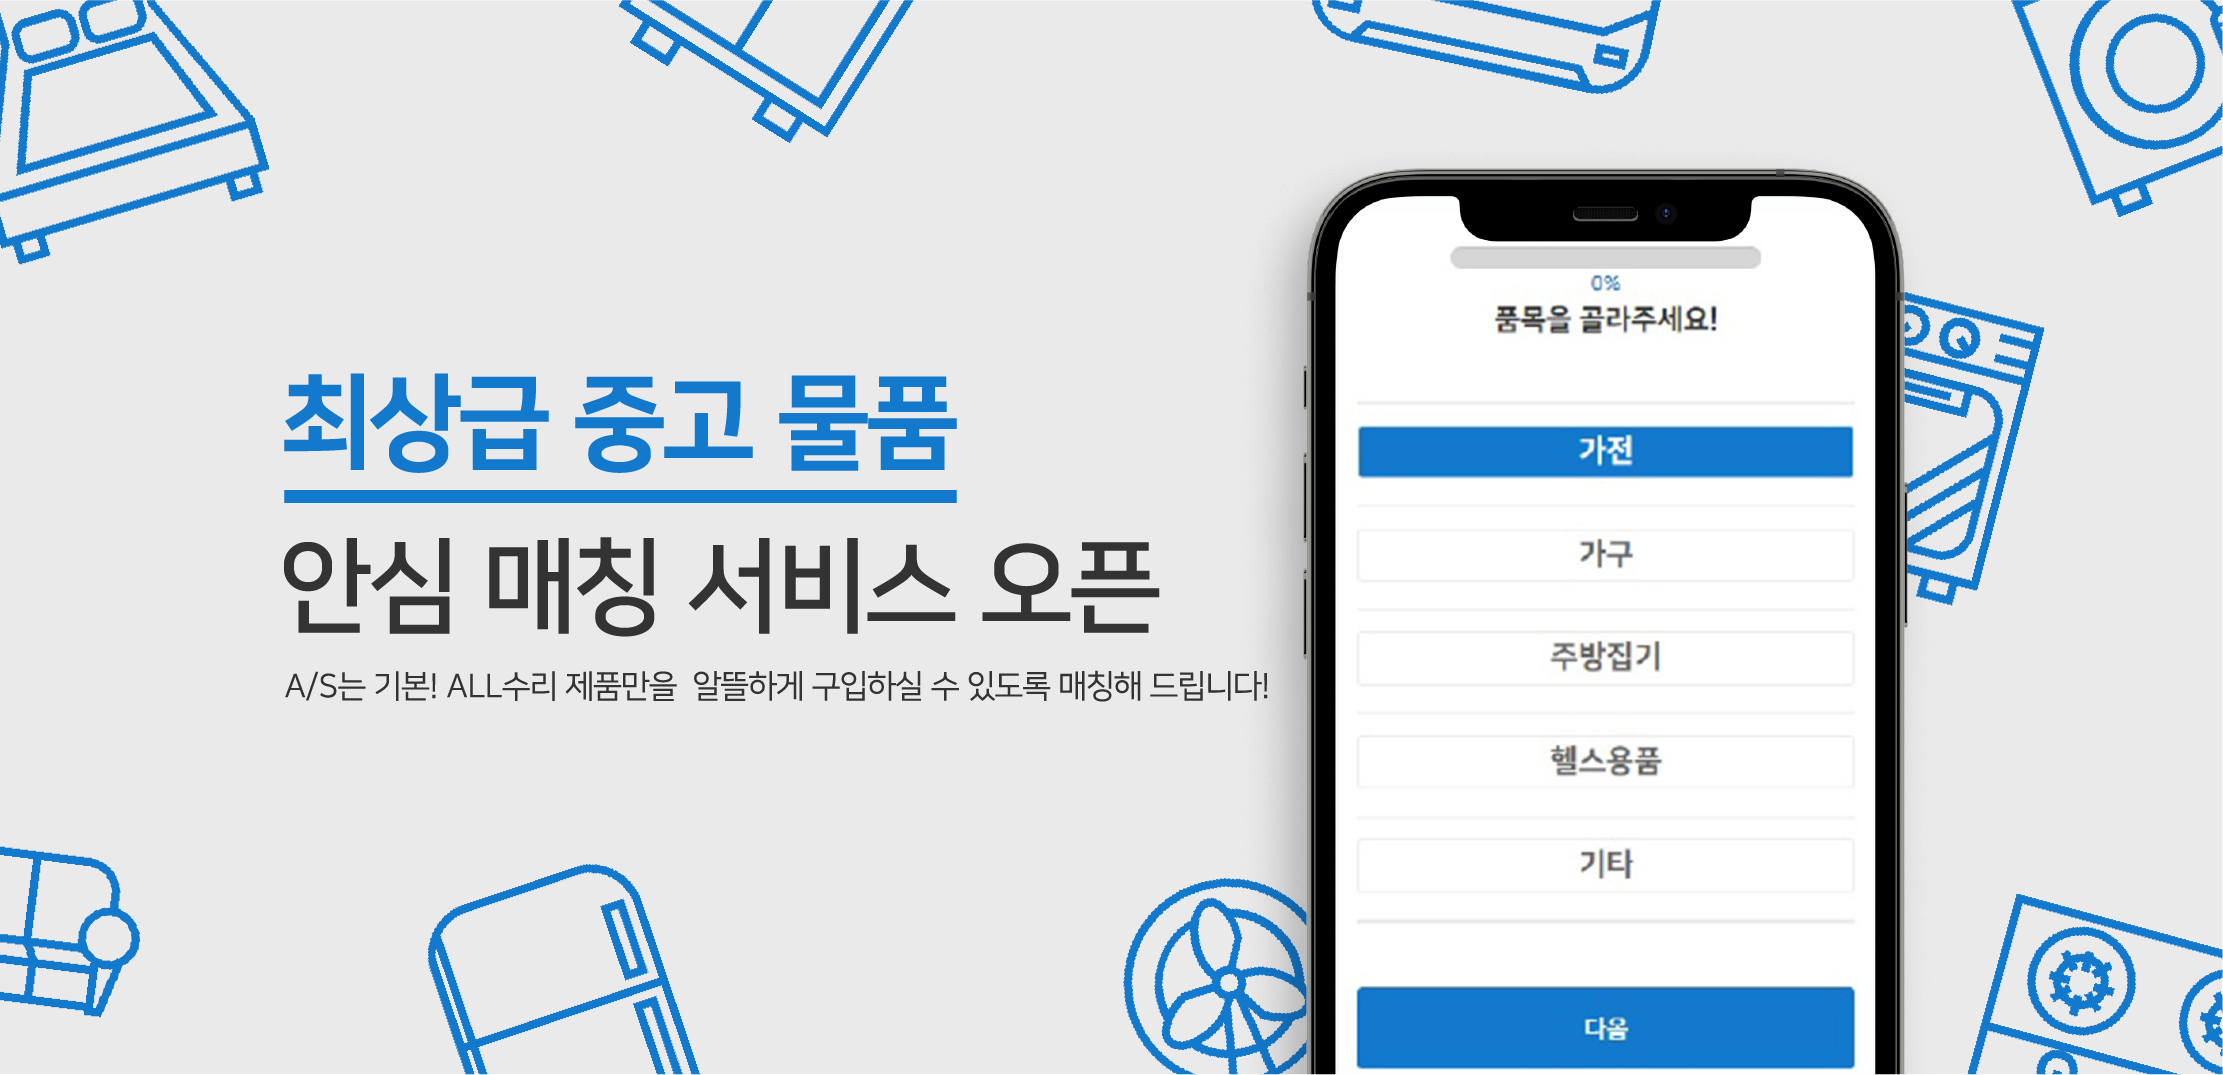 최상급 중고 물품
안심 매칭 서비스 오픈
A/S는 기본! ALL수리 제품만을 알뜰하게 구입하실 수 있도록 매칭해 드립니다!
0%
품목을 골라주세요!
가전
가구
주방집기
헬스용품
기타
다음